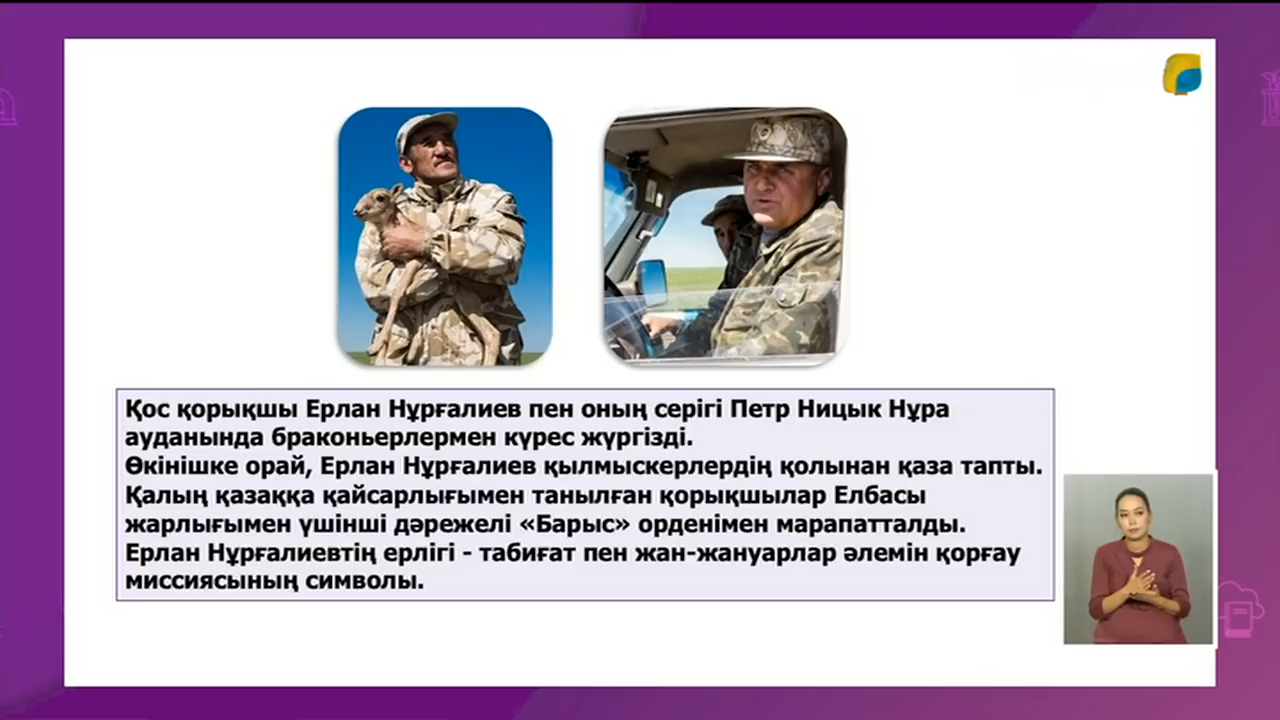 Қос қорықшы Ерлан Нұрғалиев пен оның серігі Петр Ницык Нұра
ауданында браконьерлермен күрес жүргізді.
Өкінішке орай, Ерлан Нұрғалиев қылмыскерлердің қолынан қаза тапты.
Қалың қазаққа қайсарлығымен танылған қорықшылар Елбасы
жарлығымен үшінші дәрежелі «Барыс» орденімен марапатталды.
Ерлан Нұрғалиевтің ерлігі - табиғат пен жан-жануарлар әлемін қорғау
миссиясының символы.